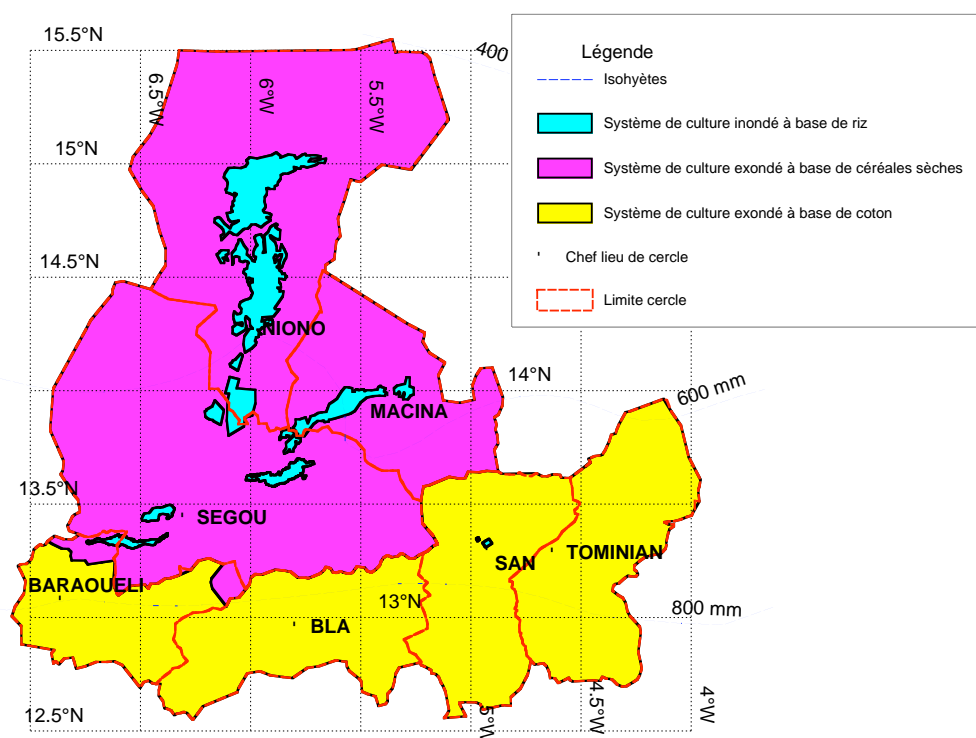 15.5°N
400
6.5°W
6°W
5.5°W
15°N
14.5°N
NIONO
14°N
600 mm
MACINA
13.5°N
SEGOU
SAN
TOMINIAN
BARAOUELI
13°N
800 mm
BLA
12.5°N
5°W
4.5°W
4°W
Légende
Isohyètes
Système de culture inondé à base de riz
Système de culture exondé à base de céréales sèches
Système de culture exondé à base de coton
Chef lieu de cercle
Limite cercle